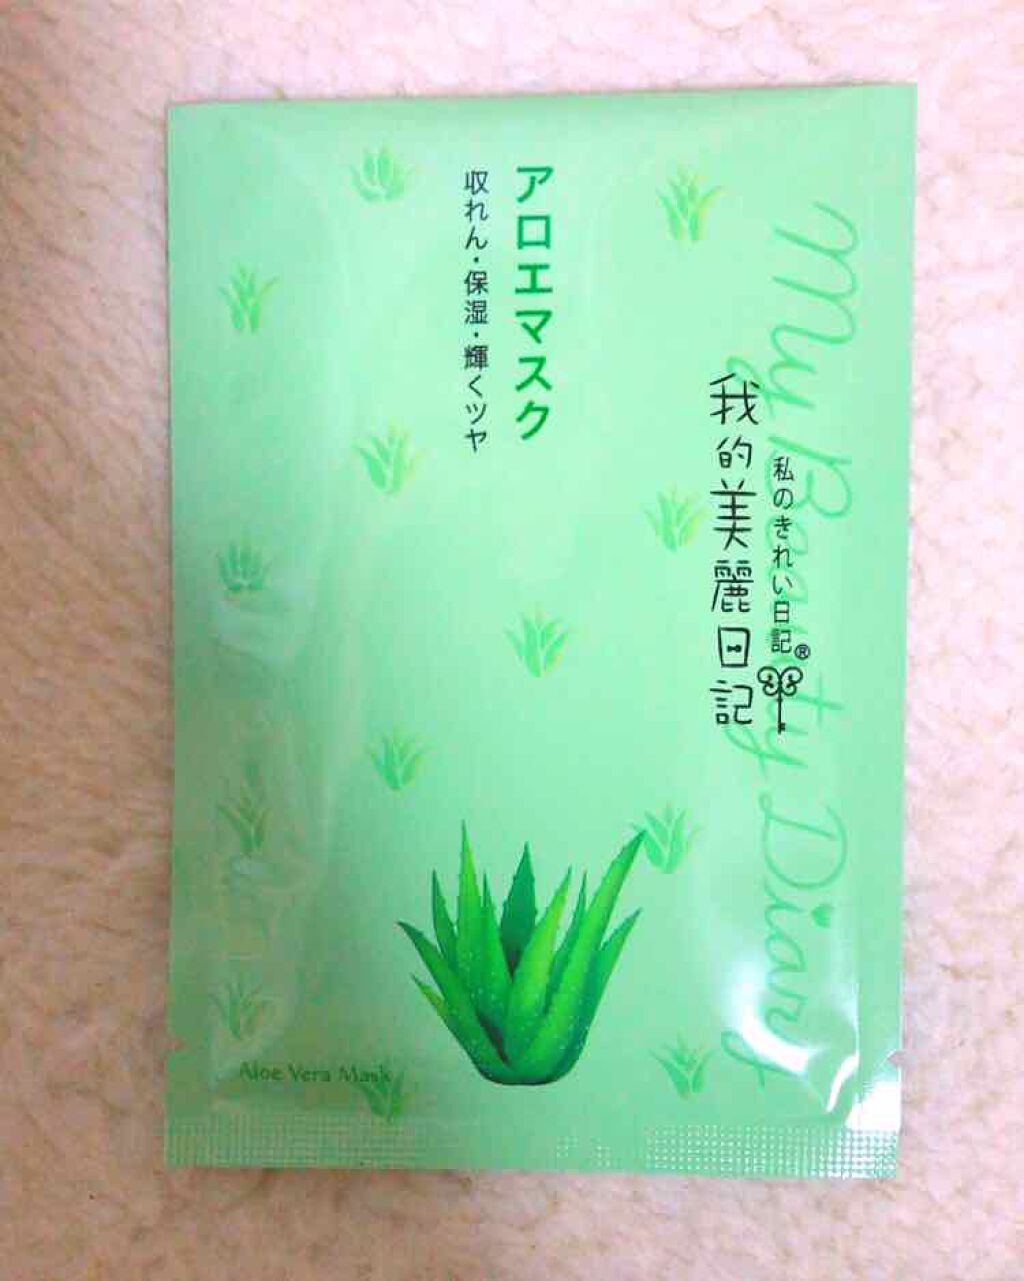 My Beauty Diary
私のきれい日記®
我的美麗日記
アロエマスク
収れん・保湿・輝くツヤ
Aloe Vera Mask